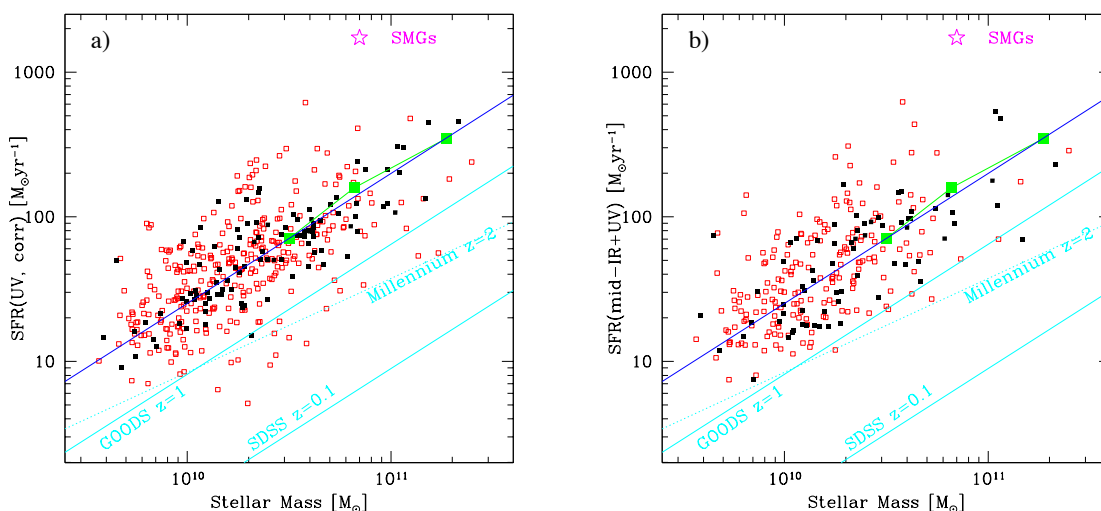 a)
SMGs
1000
100
10
SFR(UV, corr) [M⊙yr⁻¹]
Millennium z=2
GOODS z=1
SDSS z=0.1
10¹⁰
10¹¹
Stellar Mass [M⊙]
b)
SMGs
1000
100
10
SFR(mid-IR+UV) [M⊙yr⁻¹]
Millennium z=2
GOODS z=1
SDSS z=0.1
10¹⁰
10¹¹
Stellar Mass [M⊙]